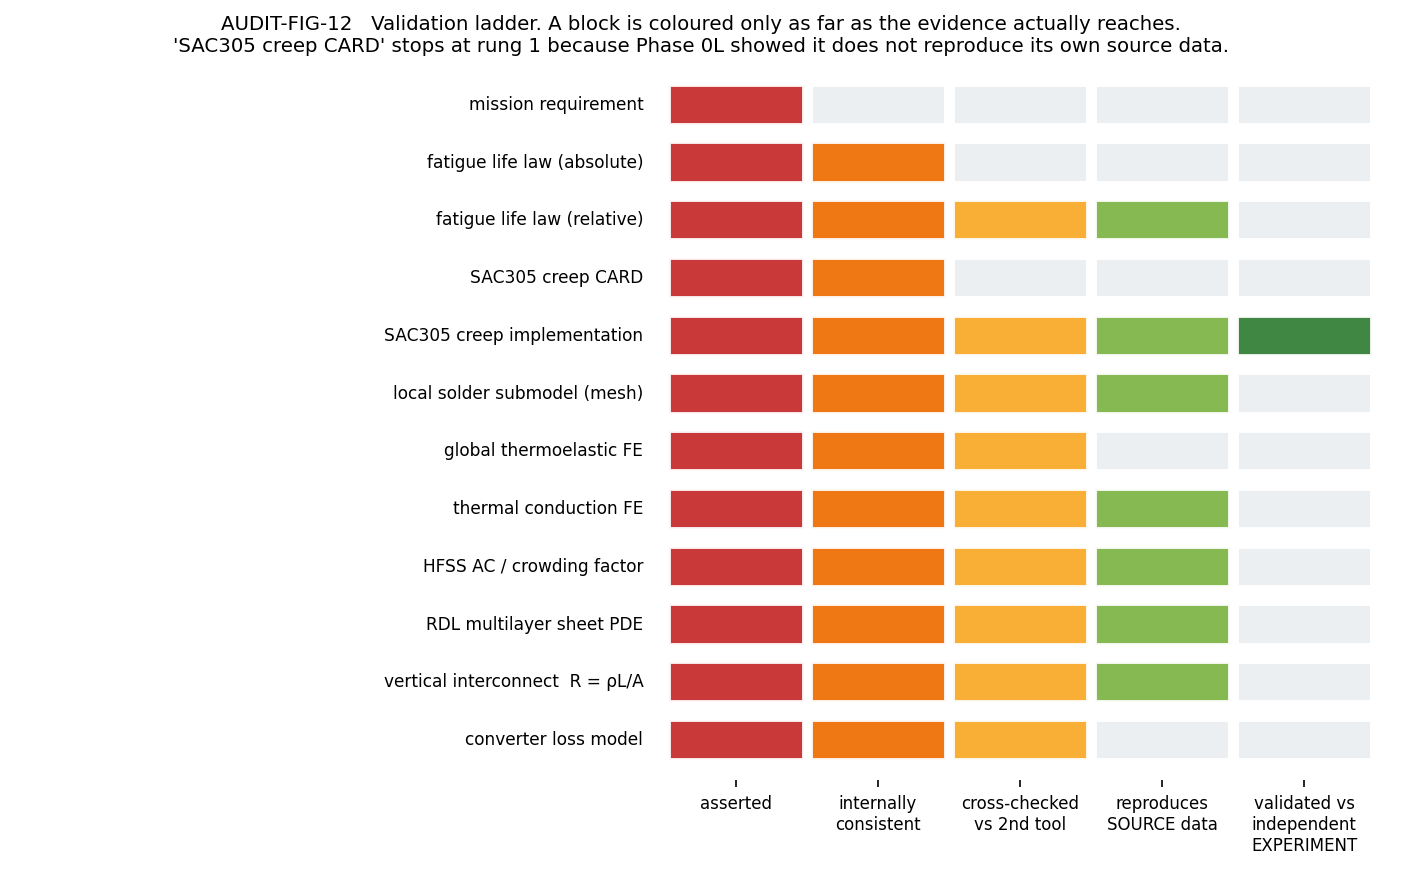 AUDIT-FIG-12   Validation ladder. A block is coloured only as far as the evidence actually reaches.
'SAC305 creep CARD' stops at rung 1 because Phase 0L showed it does not reproduce its own source data.
mission requirement
fatigue life law (absolute)
fatigue life law (relative)
SAC305 creep CARD
SAC305 creep implementation
local solder submodel (mesh)
global thermoelastic FE
thermal conduction FE
HFSS AC / crowding factor
RDL multilayer sheet PDE
vertical interconnect  R = ρL/A
converter loss model
asserted
internally
consistent
cross-checked
vs 2nd tool
reproduces
SOURCE data
validated vs
independent
EXPERIMENT